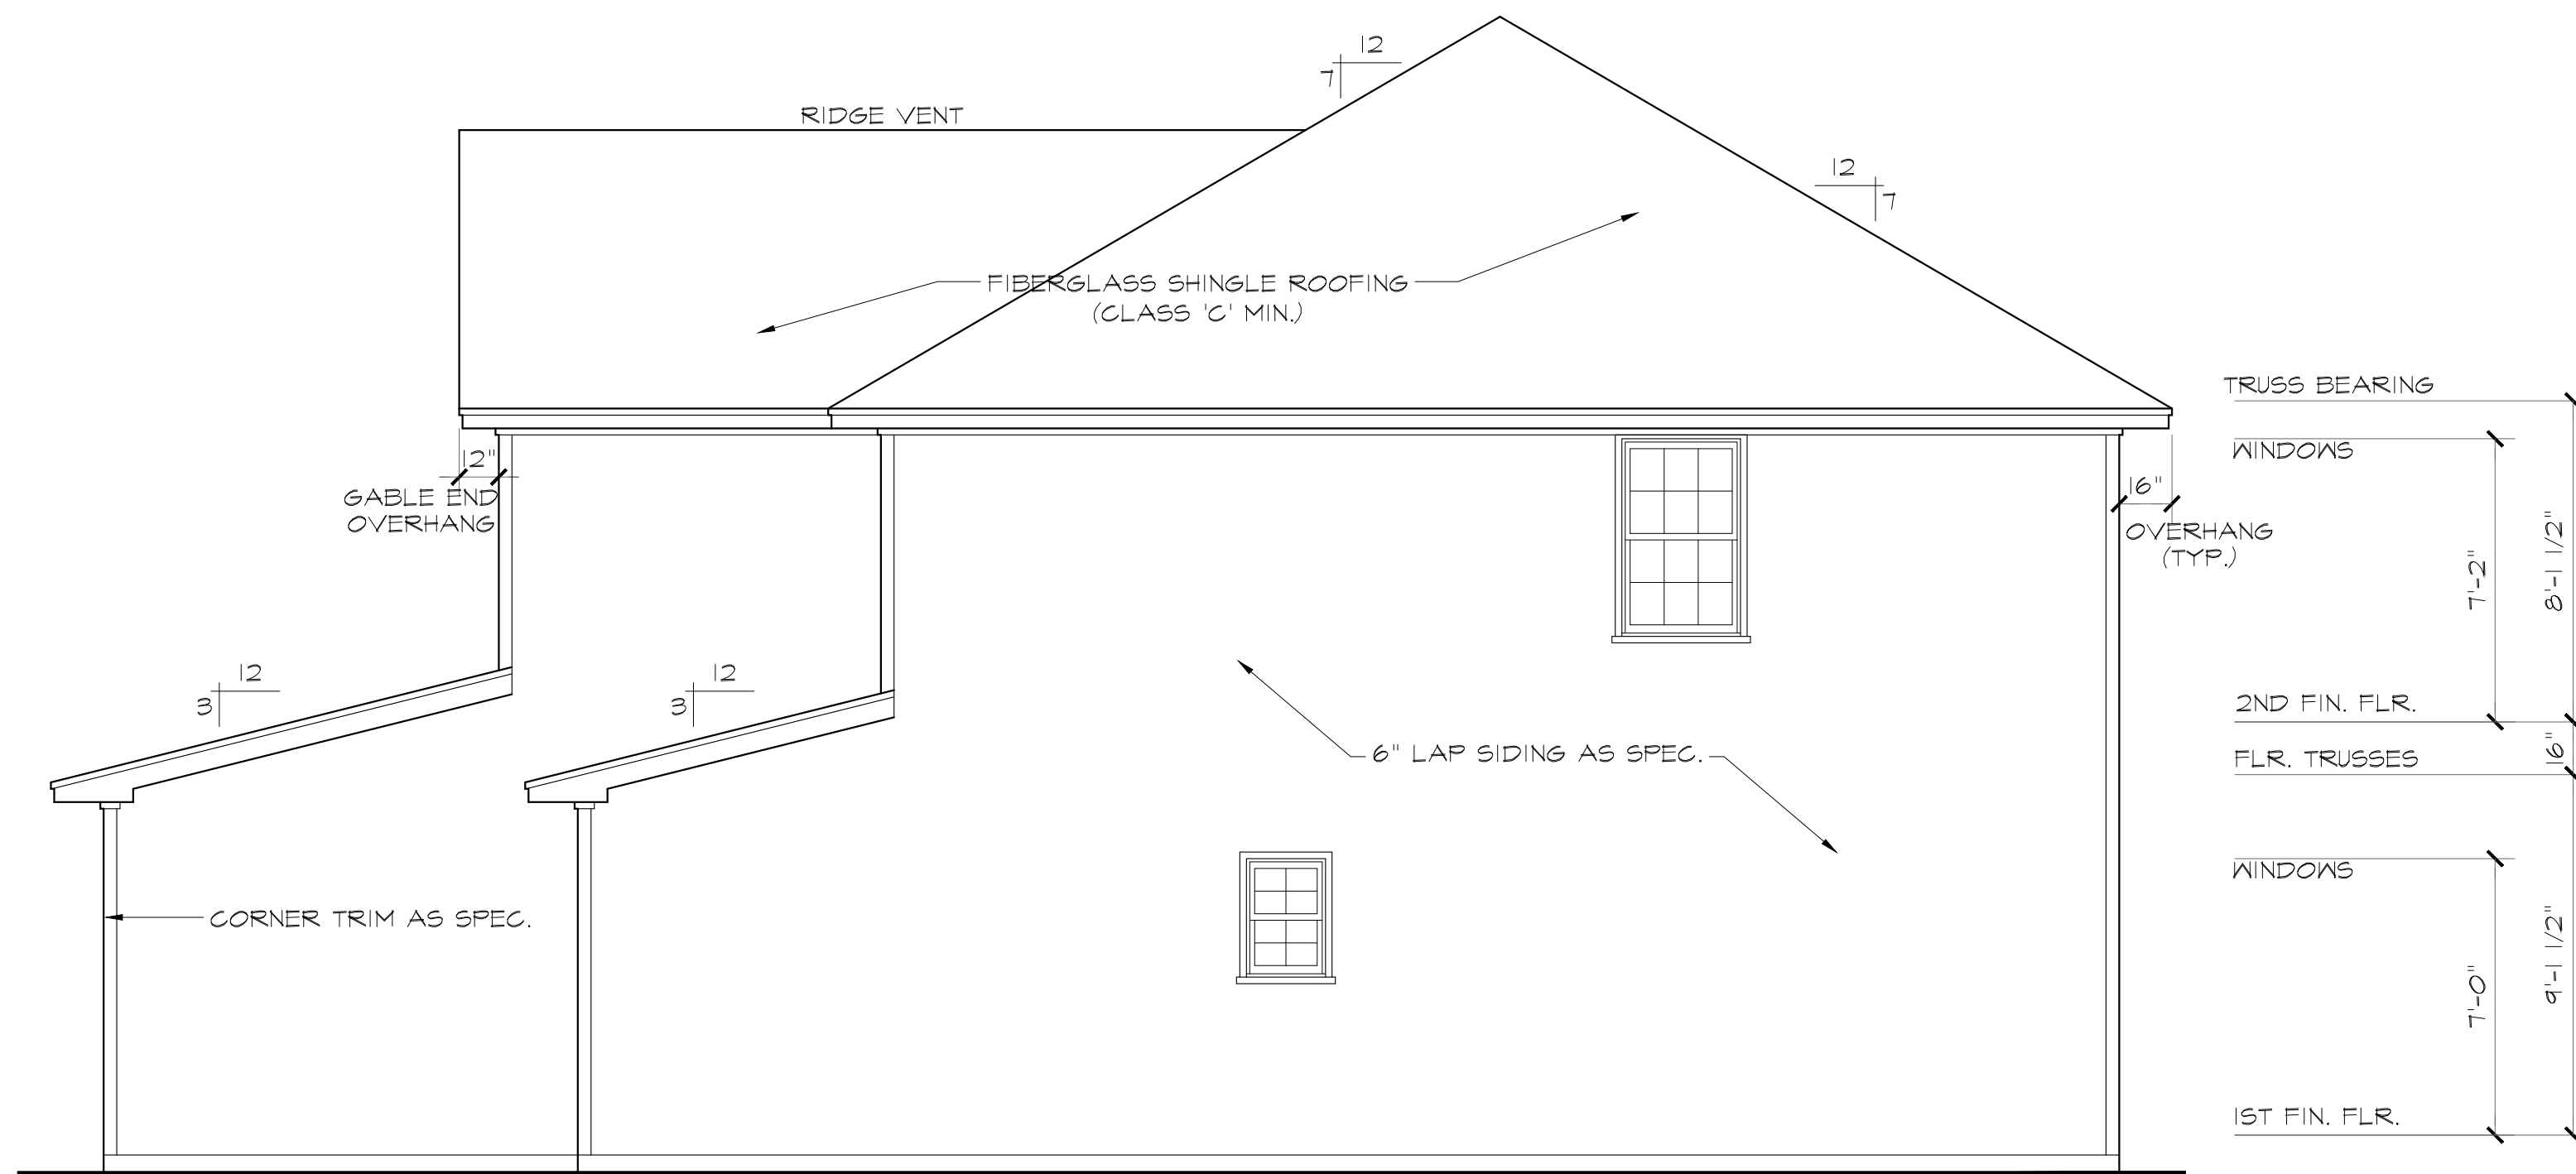 12
7
RIDGE VENT
12
7
FIBERGLASS SHINGLE ROOFING
(CLASS 'C' MIN.)
TRUSS BEARING
WINDOWS
12"
GABLE END
OVERHANG
16"
OVERHANG
(TYP.)
7'-2"
8'-1 1/2"
12
3
12
3
2ND FIN. FLR.
6" LAP SIDING AS SPEC.
FLR. TRUSSES
16"
WINDOWS
CORNER TRIM AS SPEC.
7'-0"
9'-1 1/2"
1ST FIN. FLR.